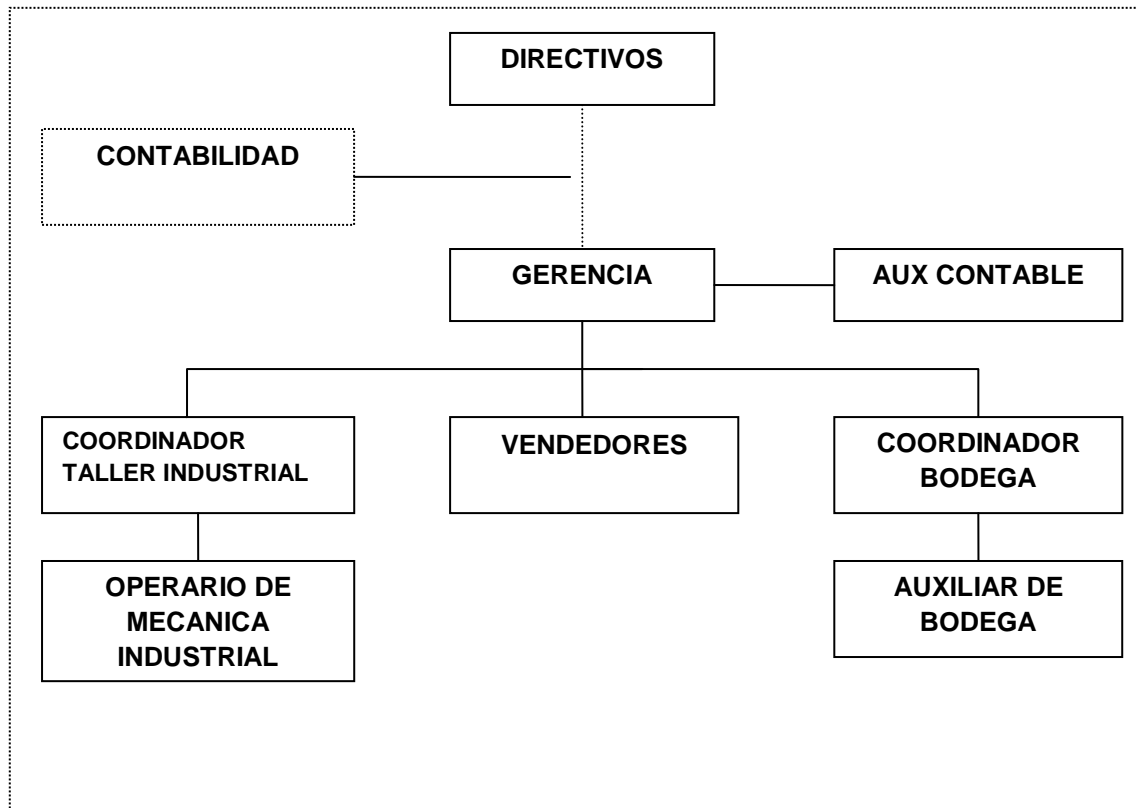 DIRECTIVOS
CONTABILIDAD
GERENCIA
AUX CONTABLE
COORDINADOR
TALLER INDUSTRIAL
VENDEDORES
COORDINADOR
BODEGA
OPERARIO DE
MECANICA
INDUSTRIAL
AUXILIAR DE
BODEGA